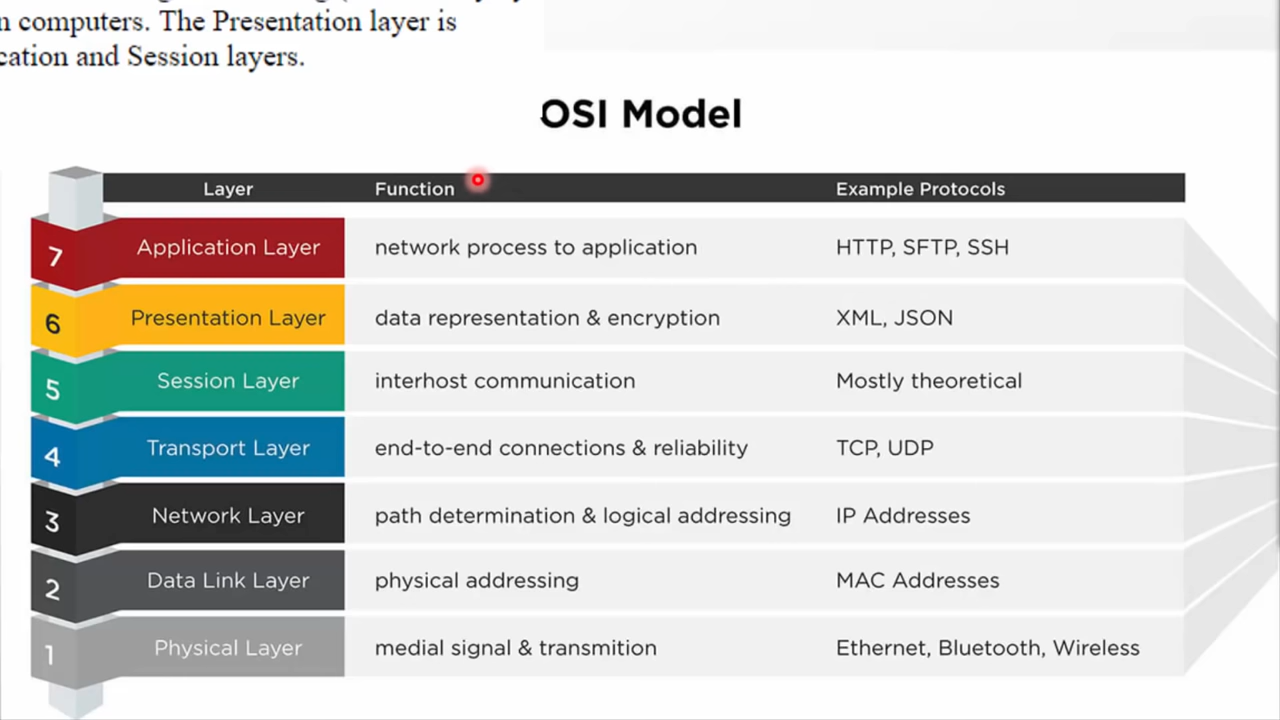 n computers. The Presentation layer is
cation and Session layers.
OSI Model
Layer Function Example Protocols
7 Application Layer network process to application HTTP, SFTP, SSH
6 Presentation Layer data representation & encryption XML, JSON
5 Session Layer interhost communication Mostly theoretical
4 Transport Layer end-to-end connections & reliability TCP, UDP
3 Network Layer path determination & logical addressing IP Addresses
2 Data Link Layer physical addressing MAC Addresses
1 Physical Layer medial signal & transmition Ethernet, Bluetooth, Wireless